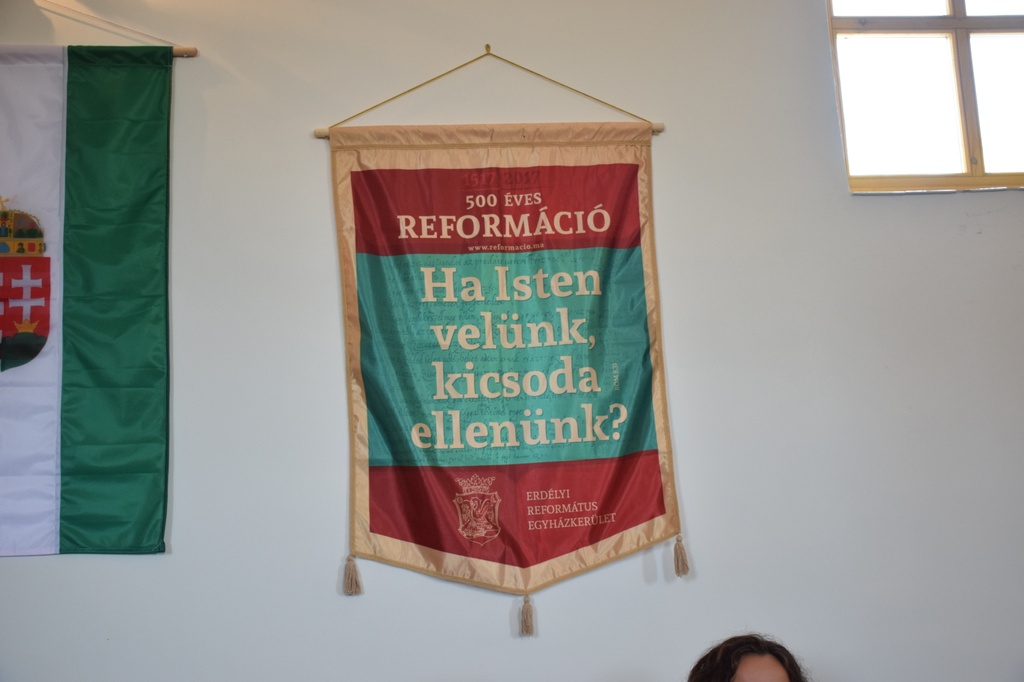 1517-2017
500 ÉVES
REFORMÁCIÓ
www.reformacio.ma
Ha Isten
velünk,
kicsoda
ellenünk?
ERDÉLYI
REFORMÁTUS
EGYHÁZKERÜLET